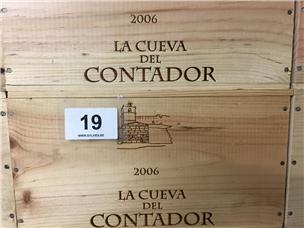 2006
LA CUEVA
DEL
CONTADOR
19
2006
LA CUEVA
DEL
CONTADOR